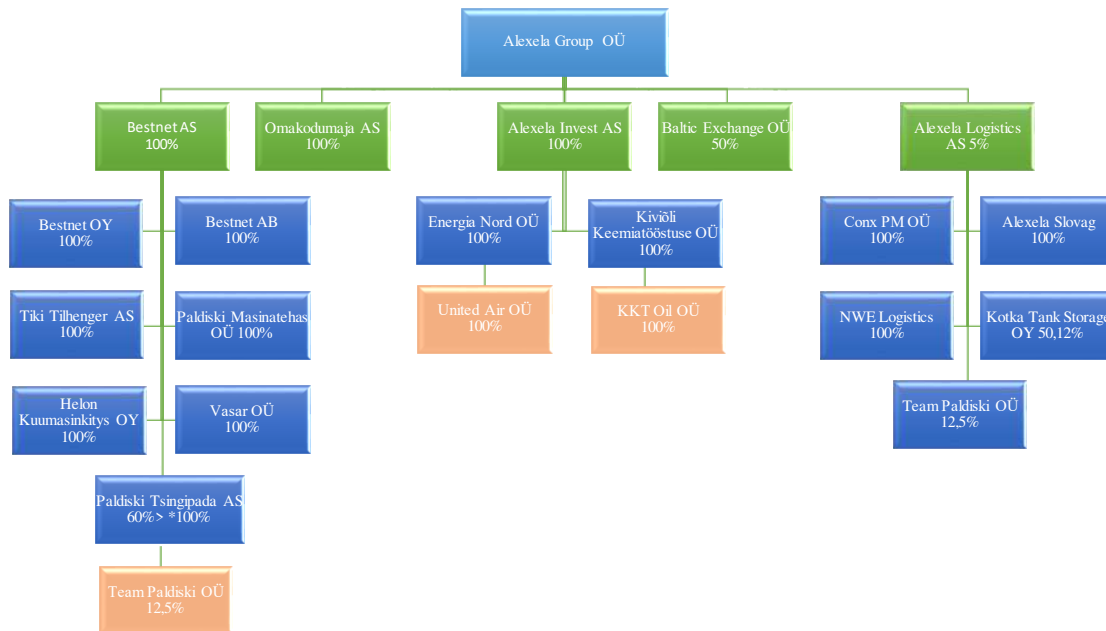 Alexela Group OÜ
Bestnet AS
100%
Omakodumaja AS
100%
Alexela Invest AS
100%
Baltic Exchange OÜ
50%
Alexela Logistics
AS 5%
Bestnet OY
100%
Bestnet AB
100%
Energia Nord OÜ
100%
Kiviõli
Keemiatööstuse OÜ
100%
Conx PM OÜ
100%
Alexela Slovag
100%
Tiki Tilhenger AS
100%
Paldiski Masinatehas
OÜ 100%
United Air OÜ
100%
KKT Oil OÜ
100%
NWE Logistics
100%
Kotka Tank Storage
OY 50,12%
Helon
Kuumasinkitys OY
100%
Vasar OÜ
100%
Team Paldiski OÜ
12,5%
Paldiski Tsingipada AS
60%> *100%
Team Paldiski OÜ
12,5%